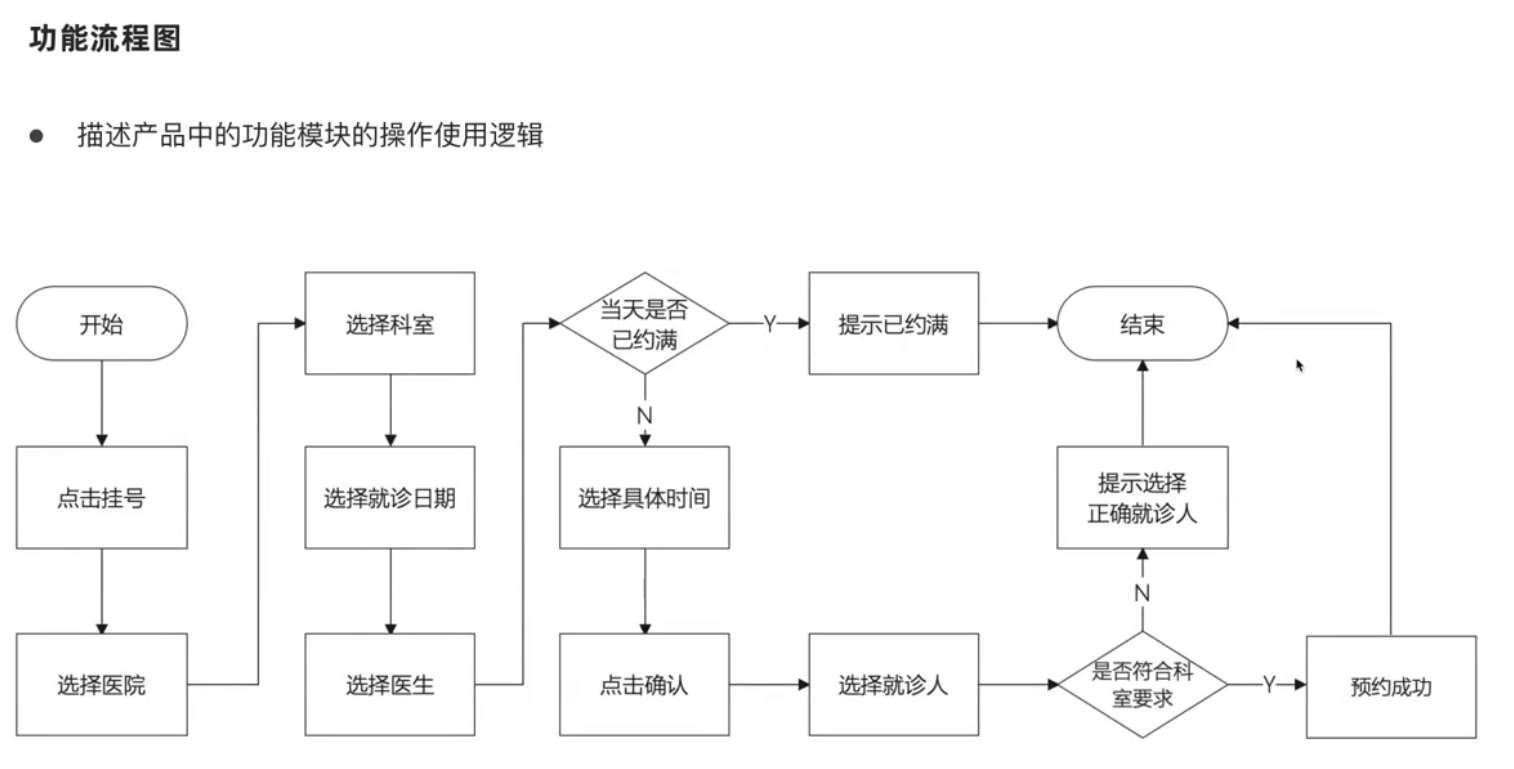 功能流程图
描述产品中的功能模块的操作使用逻辑
开始
点击挂号
选择医院
选择科室
选择就诊日期
选择医生
当天是否
已约满
Y
提示已约满
N
选择具体时间
点击确认
选择就诊人
是否符合科
室要求
N
提示选择
正确就诊人
Y
预约成功
结束